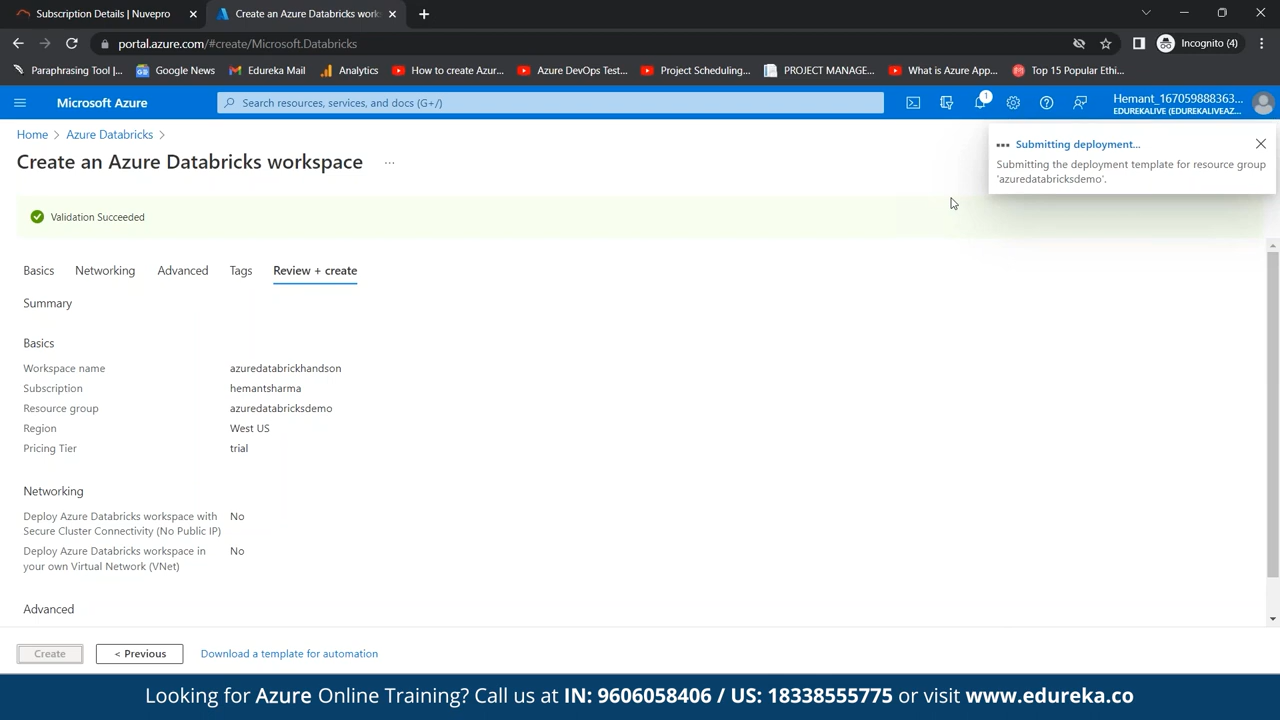 Subscription Details | Nuvepro
Create an Azure Databricks work
portal.azure.com/#create/Microsoft.Databricks
Incognito (4)
Paraphrasing Tool |...
Google News
Edureka Mail
Analytics
How to create Azur...
Azure DevOps Test...
Project Scheduling...
PROJECT MANAGE...
What is Azure App...
Top 15 Popular Ethi...
Microsoft Azure
Search resources, services, and docs (G+/)
1
Hemant_167059888363...
EDUREKALIVE (EDUREKALIVEAZ...
Home > Azure Databricks >
Create an Azure Databricks workspace ...
Submitting deployment...
Submitting the deployment template for resource group
'azuredatabricksdemo'.
Validation Succeeded
Basics Networking Advanced Tags Review + create
Summary
Basics
Workspace name azuredatabrickhandson
Subscription hemantsharma
Resource group azuredatabricksdemo
Region West US
Pricing Tier trial
Networking
Deploy Azure Databricks workspace with No
Secure Cluster Connectivity (No Public IP)
Deploy Azure Databricks workspace in No
your own Virtual Network (VNet)
Advanced
Create
< Previous
Download a template for automation
Looking for Azure Online Training? Call us at IN: 9606058406 / US: 18338555775 or visit www.edureka.co